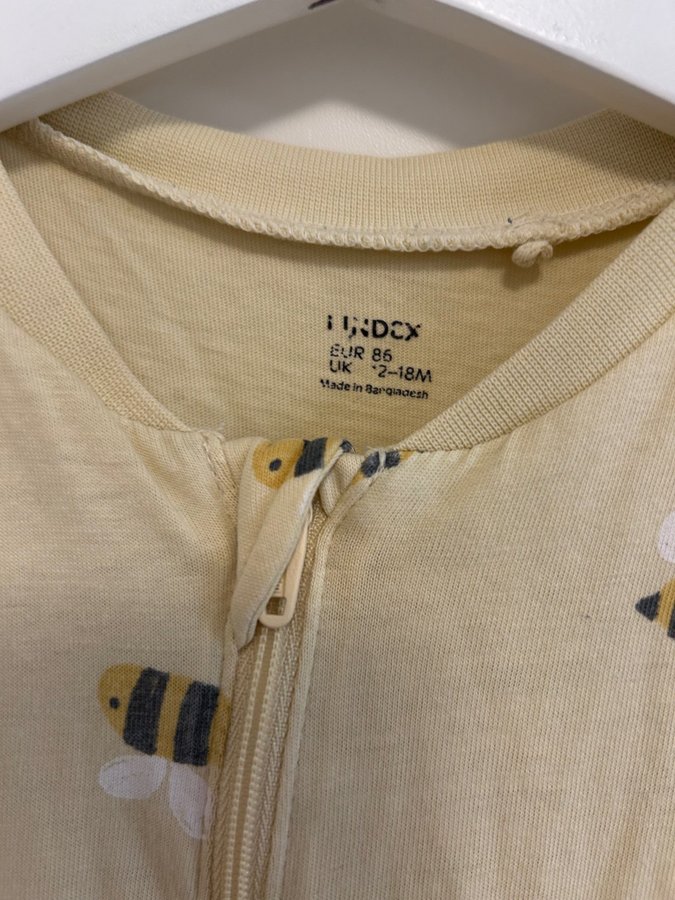 LINDEX
EUR 86
UK 12-18M
Made in Bangladesh